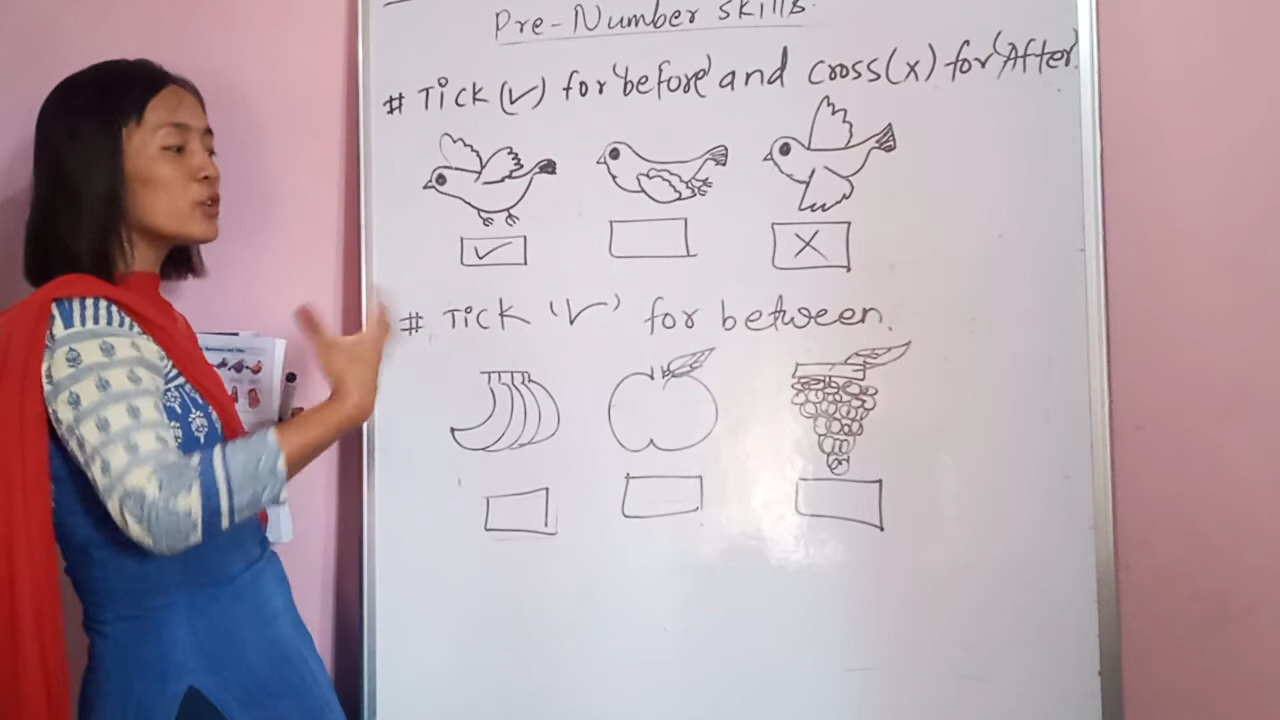 Pre-Number skills.
# Tick (✓) for 'before' and cross(x) for 'After'.
✓ X
# Tick '✓' for between.